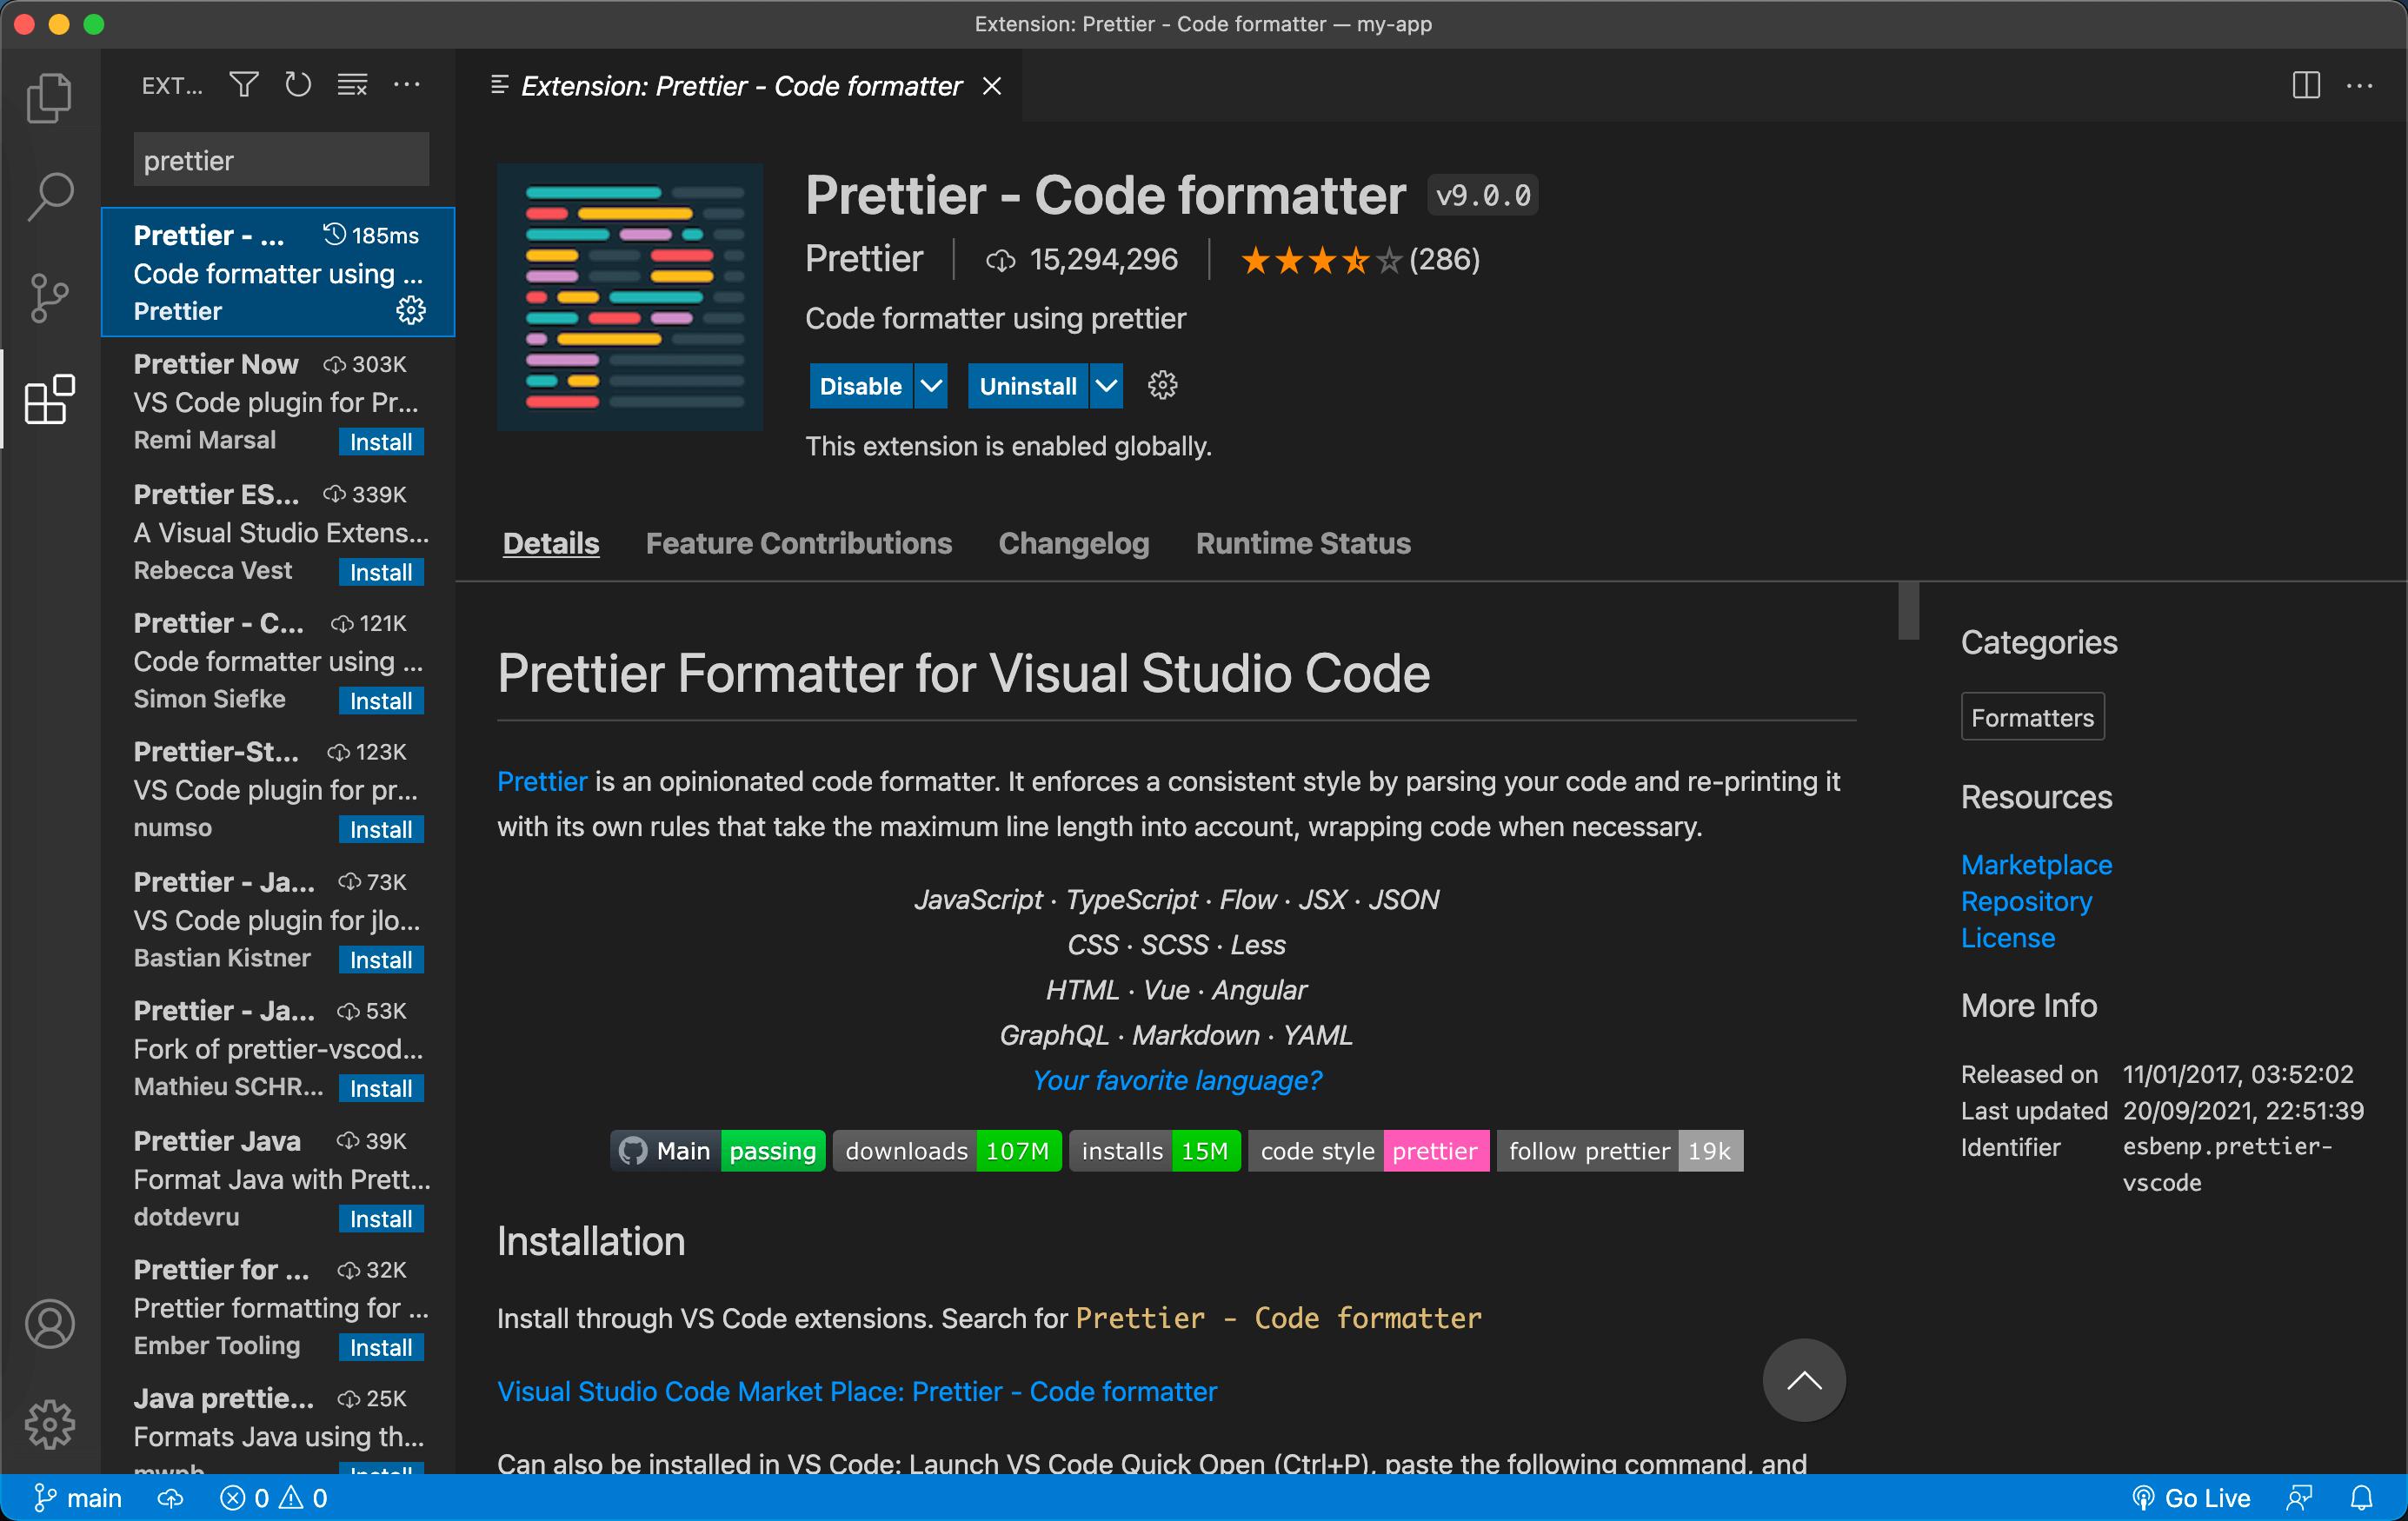 Extension: Prettier - Code formatter — my-app
EXT...
Extension: Prettier - Code formatter
prettier
Prettier - ... 185ms
Code formatter using ...
Prettier
Prettier Now 303K
VS Code plugin for Pr...
Remi Marsal Install
Prettier ES... 339K
A Visual Studio Extens...
Rebecca Vest Install
Prettier - C... 121K
Code formatter using ...
Simon Siefke Install
Prettier-St... 123K
VS Code plugin for pr...
numso Install
Prettier - Ja... 73K
VS Code plugin for jlo...
Bastian Kistner Install
Prettier - Ja... 53K
Fork of prettier-vscod...
Mathieu SCHR... Install
Prettier Java 39K
Format Java with Prett...
dotdevru Install
Prettier for ... 32K
Prettier formatting for ...
Ember Tooling Install
Java prettie... 25K
Formats Java using th...
Install
Prettier - Code formatter v9.0.0
Prettier 15,294,296 (286)
Code formatter using prettier
Disable Uninstall
This extension is enabled globally.
Details Feature Contributions Changelog Runtime Status
Prettier Formatter for Visual Studio Code
Prettier is an opinionated code formatter. It enforces a consistent style by parsing your code and re-printing it
with its own rules that take the maximum line length into account, wrapping code when necessary.
JavaScript · TypeScript · Flow · JSX · JSON
CSS · SCSS · Less
HTML · Vue · Angular
GraphQL · Markdown · YAML
Your favorite language?
Main passing downloads 107M installs 15M code style prettier follow prettier 19k
Installation
Install through VS Code extensions. Search for Prettier - Code formatter
Visual Studio Code Market Place: Prettier - Code formatter
Can also be installed in VS Code: Launch VS Code Quick Open (Ctrl+P), paste the following command, and
Categories
Formatters
Resources
Marketplace
Repository
License
More Info
Released on 11/01/2017, 03:52:02
Last updated 20/09/2021, 22:51:39
Identifier esbenp.prettier-
vscode
main 0 0 Go Live